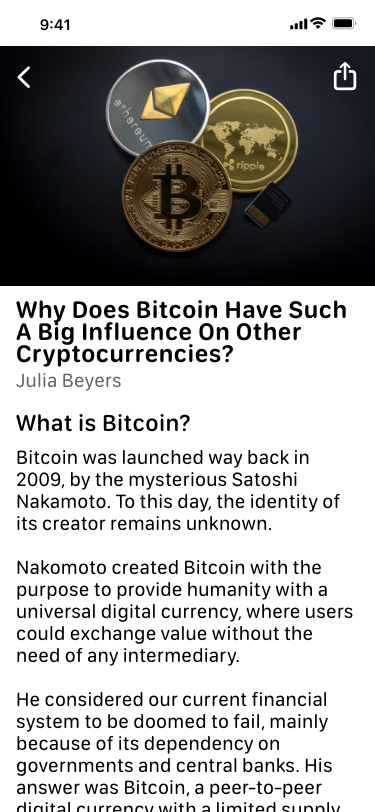 9:41
ethereum
ripple
Why Does Bitcoin Have Such
A Big Influence On Other
Cryptocurrencies?
Julia Beyers
What is Bitcoin?
Bitcoin was launched way back in
2009, by the mysterious Satoshi
Nakamoto. To this day, the identity of
its creator remains unknown.
Nakomoto created Bitcoin with the
purpose to provide humanity with a
universal digital currency, where users
could exchange value without the
need of any intermediary.
He considered our current financial
system to be doomed to fail, mainly
because of its dependency on
governments and central banks. His
answer was Bitcoin, a peer-to-peer
digital currency with a limited supply